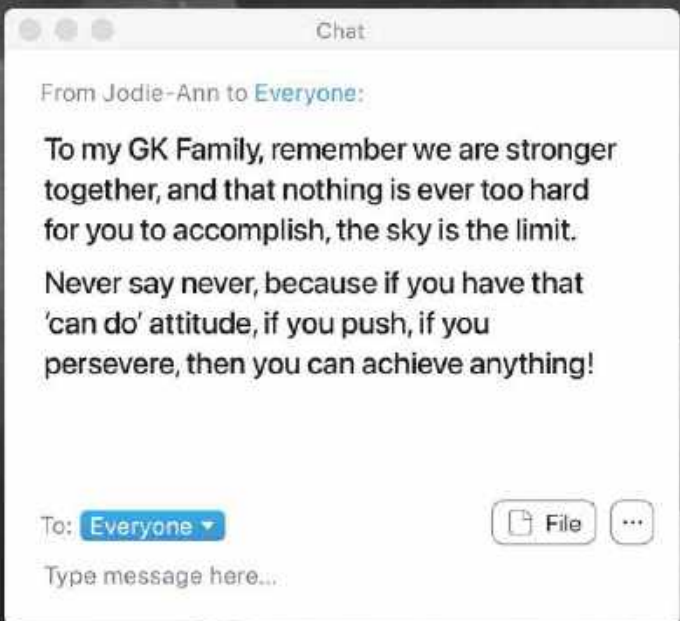 Chat
From Jodie-Ann to Everyone:
To my GK Family, remember we are stronger
together, and that nothing is ever too hard
for you to accomplish, the sky is the limit.
Never say never, because if you have that
'can do' attitude, if you push, if you
persevere, then you can achieve anything!
To: Everyone
File
...
Type message here...